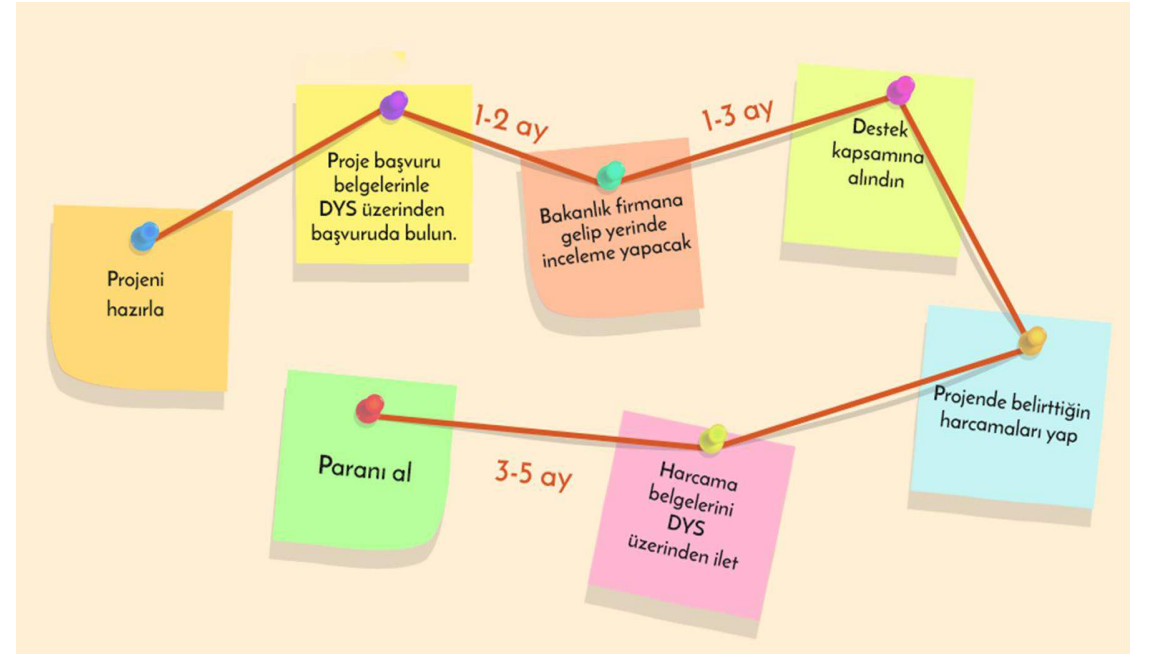 Projeni
hazırla
Proje başvuru
belgelerinle
DYS üzerinden
başvuruda bulun.
1-2 ay
Bakanlık firmana
gelip yerinde
inceleme yapacak
1-3 ay
Destek
kapsamına
alındın
Projende belirttiğin
harcamaları yap
Harcama
belgelerini
DYS
üzerinden ilet
3-5 ay
Paranı al